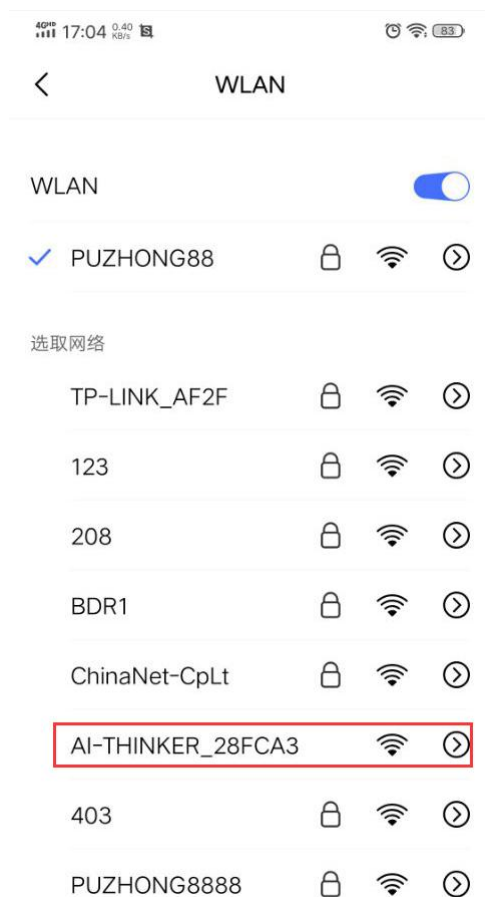 4GHD 17:04 0.40 KB/s 83
WLAN
WLAN
PUZHONG88
选取网络
TP-LINK_AF2F
123
208
BDR1
ChinaNet-CpLt
AI-THINKER_28FCA3
403
PUZHONG8888